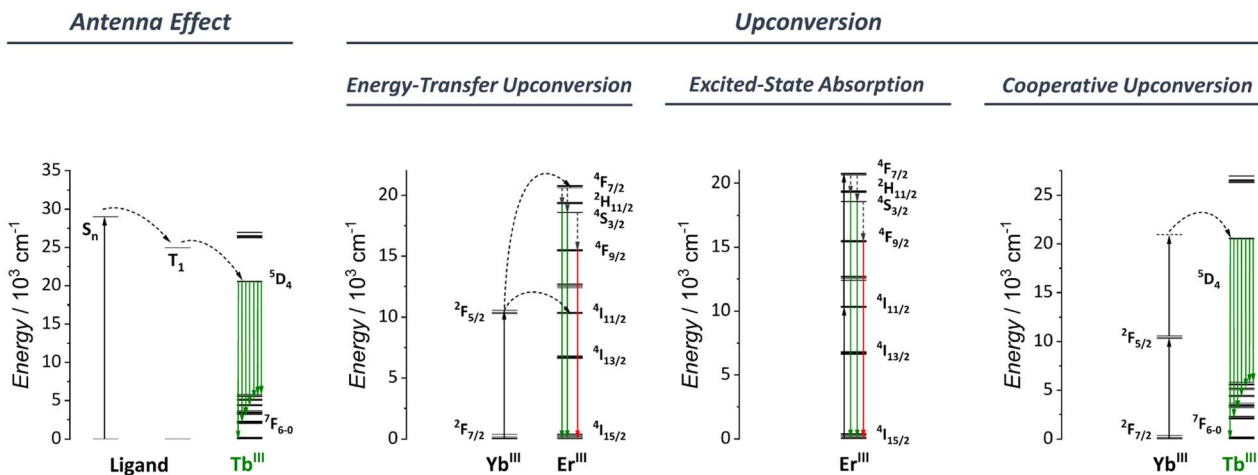 Antenna Effect
Upconversion
Energy-Transfer Upconversion
Excited-State Absorption
Cooperative Upconversion
Energy / 10³ cm⁻¹
35
30
25
20
15
10
5
0
Sₙ
T₁
⁵D₄
⁷F₆₋₀
Ligand
Tbᴵᴵᴵ
Energy / 10³ cm⁻¹
20
15
10
5
0
²F₅/₂
²F₇/₂
⁴F₇/₂
²H₁₁/₂
⁴S₃/₂
⁴F₉/₂
⁴I₁₁/₂
⁴I₁₃/₂
⁴I₁₅/₂
Ybᴵᴵᴵ
Erᴵᴵᴵ
Energy / 10³ cm⁻¹
20
15
10
5
0
⁴F₇/₂
²H₁₁/₂
⁴S₃/₂
⁴F₉/₂
⁴I₁₁/₂
⁴I₁₃/₂
⁴I₁₅/₂
Erᴵᴵᴵ
Energy / 10³ cm⁻¹
25
20
15
10
5
0
²F₅/₂
²F₇/₂
⁵D₄
⁷F₆₋₀
Ybᴵᴵᴵ
Tbᴵᴵᴵ